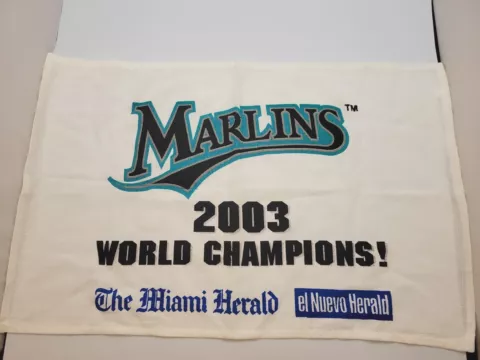 MARLINS™
2003
WORLD CHAMPIONS!
The Miami Herald el Nuevo Herald